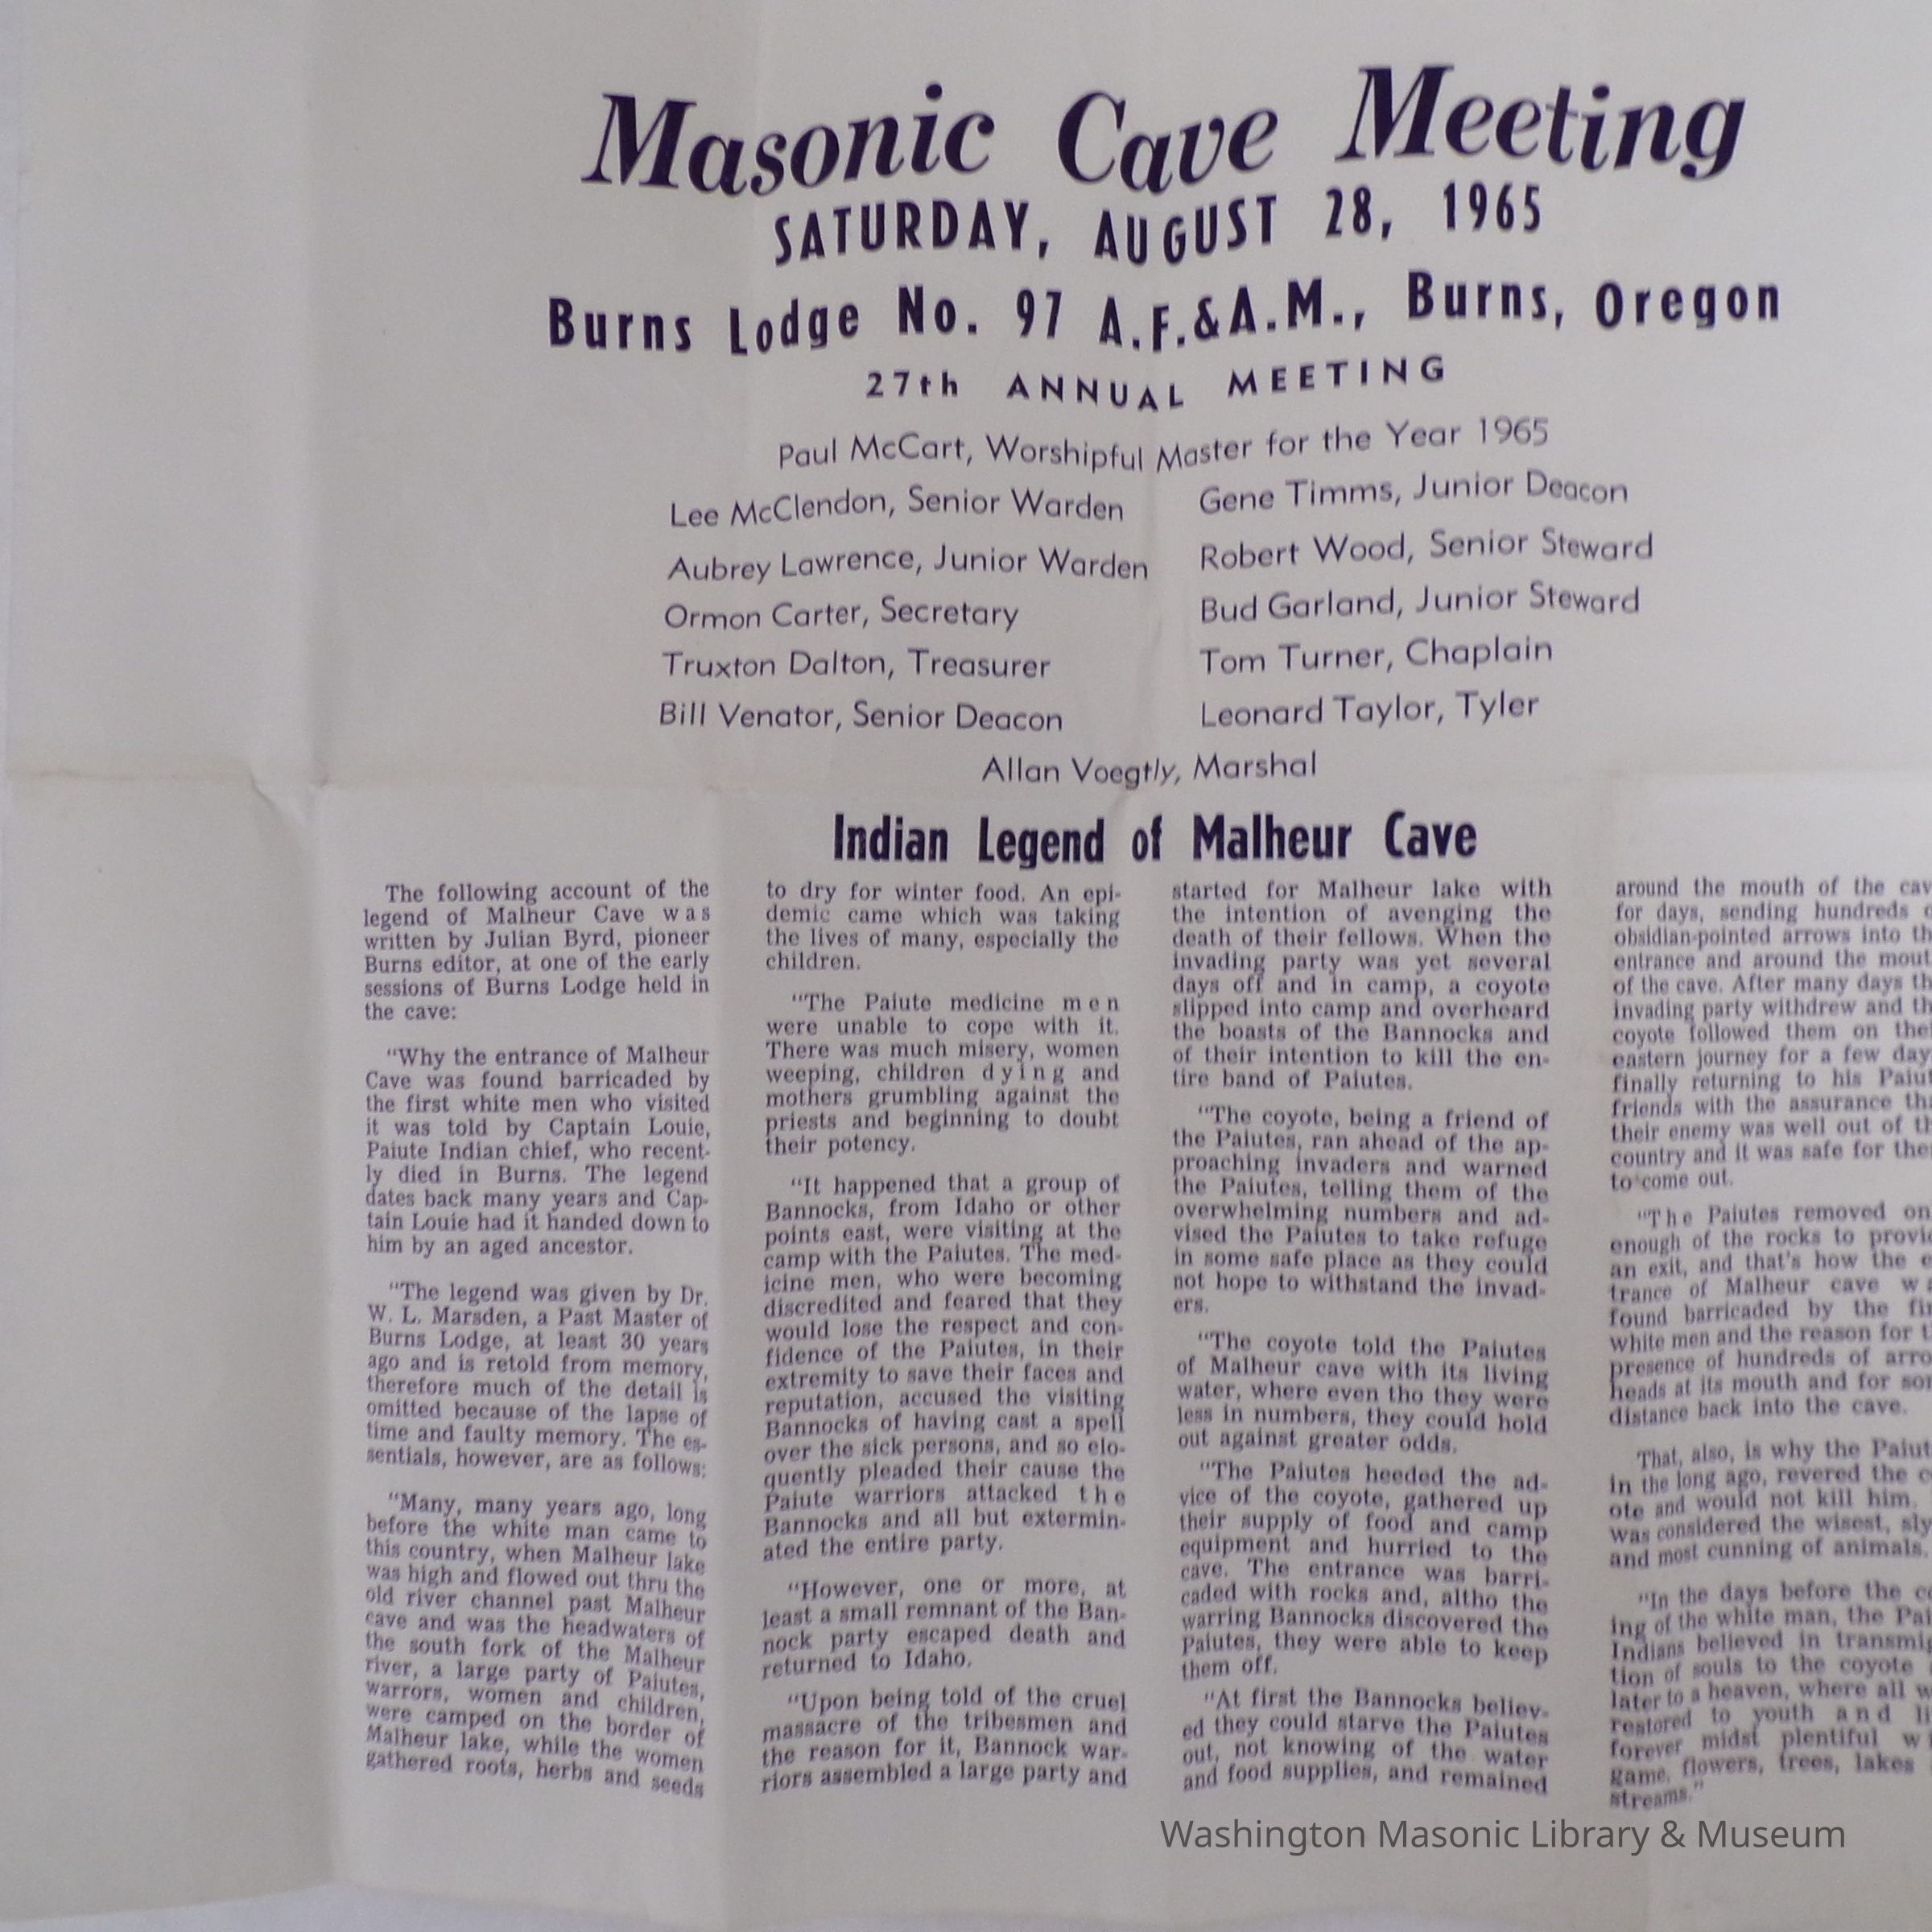 Masonic Cave Meeting
SATURDAY, AUGUST 28, 1965
Burns Lodge No. 97 A.F.&A.M., Burns, Oregon
27th ANNUAL MEETING
Paul McCart, Worshipful Master for the Year 1965
Lee McClendon, Senior Warden
Aubrey Lawrence, Junior Warden
Ormon Carter, Secretary
Truxton Dalton, Treasurer
Bill Venator, Senior Deacon
Gene Timms, Junior Deacon
Robert Wood, Senior Steward
Bud Garland, Junior Steward
Tom Turner, Chaplain
Leonard Taylor, Tyler
Allan Voegtly, Marshal
Indian Legend of Malheur Cave
The following account of the
legend of Malheur Cave was
written by Julian Byrd, pioneer
Burns editor, at one of the early
sessions of Burns Lodge held in
the cave:
"Why the entrance of Malheur
Cave was found barricaded by
the first white men who visited
it was told by Captain Louie,
Paiute Indian chief, who recent-
ly died in Burns. The legend
dates back many years and Cap-
tain Louie had it handed down to
him by an aged ancestor.
"The legend was given by Dr.
W. L. Marsden, a Past Master of
Burns Lodge, at least 30 years
ago and is retold from memory,
therefore much of the detail is
omitted because of the lapse of
time and faulty memory. The es-
sentials, however, are as follows:
"Many, many years ago, long
before the white man came to
this country, when Malheur lake
was high and flowed out thru the
old river channel past Malheur
cave and was the headwaters of
the south fork of the Malheur
river, a large party of Paiutes,
warrors, women and children,
were camped on the border of
Malheur lake, while the women
gathered roots, herbs and seeds
to dry for winter food. An epi-
demic came which was taking
the lives of many, especially the
children.
"The Paiute medicine men
were unable to cope with it.
There was much misery, women
weeping, children dying and
mothers grumbling against the
priests and beginning to doubt
their potency.
"It happened that a group of
Bannocks, from Idaho or other
points east, were visiting at the
camp with the Paiutes. The med-
icine men, who were becoming
discredited and feared that they
would lose the respect and con-
fidence of the Paiutes, in their
extremity to save their faces and
reputation, accused the visiting
Bannocks of having cast a spell
over the sick persons, and so elo-
quently pleaded their cause the
Paiute warriors attacked the
Bannocks and all but extermin-
ated the entire party.
"However, one or more, at
least a small remnant of the Ban-
nock party escaped death and
returned to Idaho.
"Upon being told of the cruel
massacre of the tribesmen and
the reason for it, Bannock war-
riors assembled a large party and
started for Malheur lake with
the intention of avenging the
death of their fellows. When the
invading party was yet several
days off and in camp, a coyote
slipped into camp and overheard
the boasts of the Bannocks and
of their intention to kill the en-
tire band of Paiutes.
"The coyote, being a friend of
the Paiutes, ran ahead of the ap-
proaching invaders and warned
the Paiutes, telling them of the
overwhelming numbers and ad-
vised the Paiutes to take refuge
in some safe place as they could
not hope to withstand the invad-
ers.
"The coyote told the Paiutes
of Malheur cave with its living
water, where even tho they were
less in numbers, they could hold
out against greater odds.
"The Paiutes heeded the ad-
vice of the coyote, gathered up
their supply of food and camp
equipment and hurried to the
cave. The entrance was barri-
caded with rocks and, altho the
warring Bannocks discovered the
Paiutes, they were able to keep
them off.
"At first the Bannocks believ-
ed they could starve the Paiutes
out, not knowing of the water
and food supplies, and remained
around the mouth of the
for days, sending hundreds
obsidian-pointed arrows into
entrance and around the
of the cave. After many days
invading party withdrew and
coyote followed them on
eastern journey for a few
finally returning to his
friends with the assurance
their enemy was well out of
country and it was safe for
to come out.
"The Paiutes removed
enough of the rocks to
an exit, and that's how the
trance of Malheur cave
found barricaded by the
white men and the reason for
presence of hundreds of
heads at its mouth and for
distance back into the cave.
That, also, is why the
in the long ago, revered the
ote and would not kill him.
was considered the wisest,
and most cunning of animals.
"In the days before the
ing of the white man, the
Indians believed in
tion of souls to the coyote
later to a heaven, where all
restored to youth and
forever midst plentiful
game, flowers, trees, lakes
streams."
Washington Masonic Library & Museum